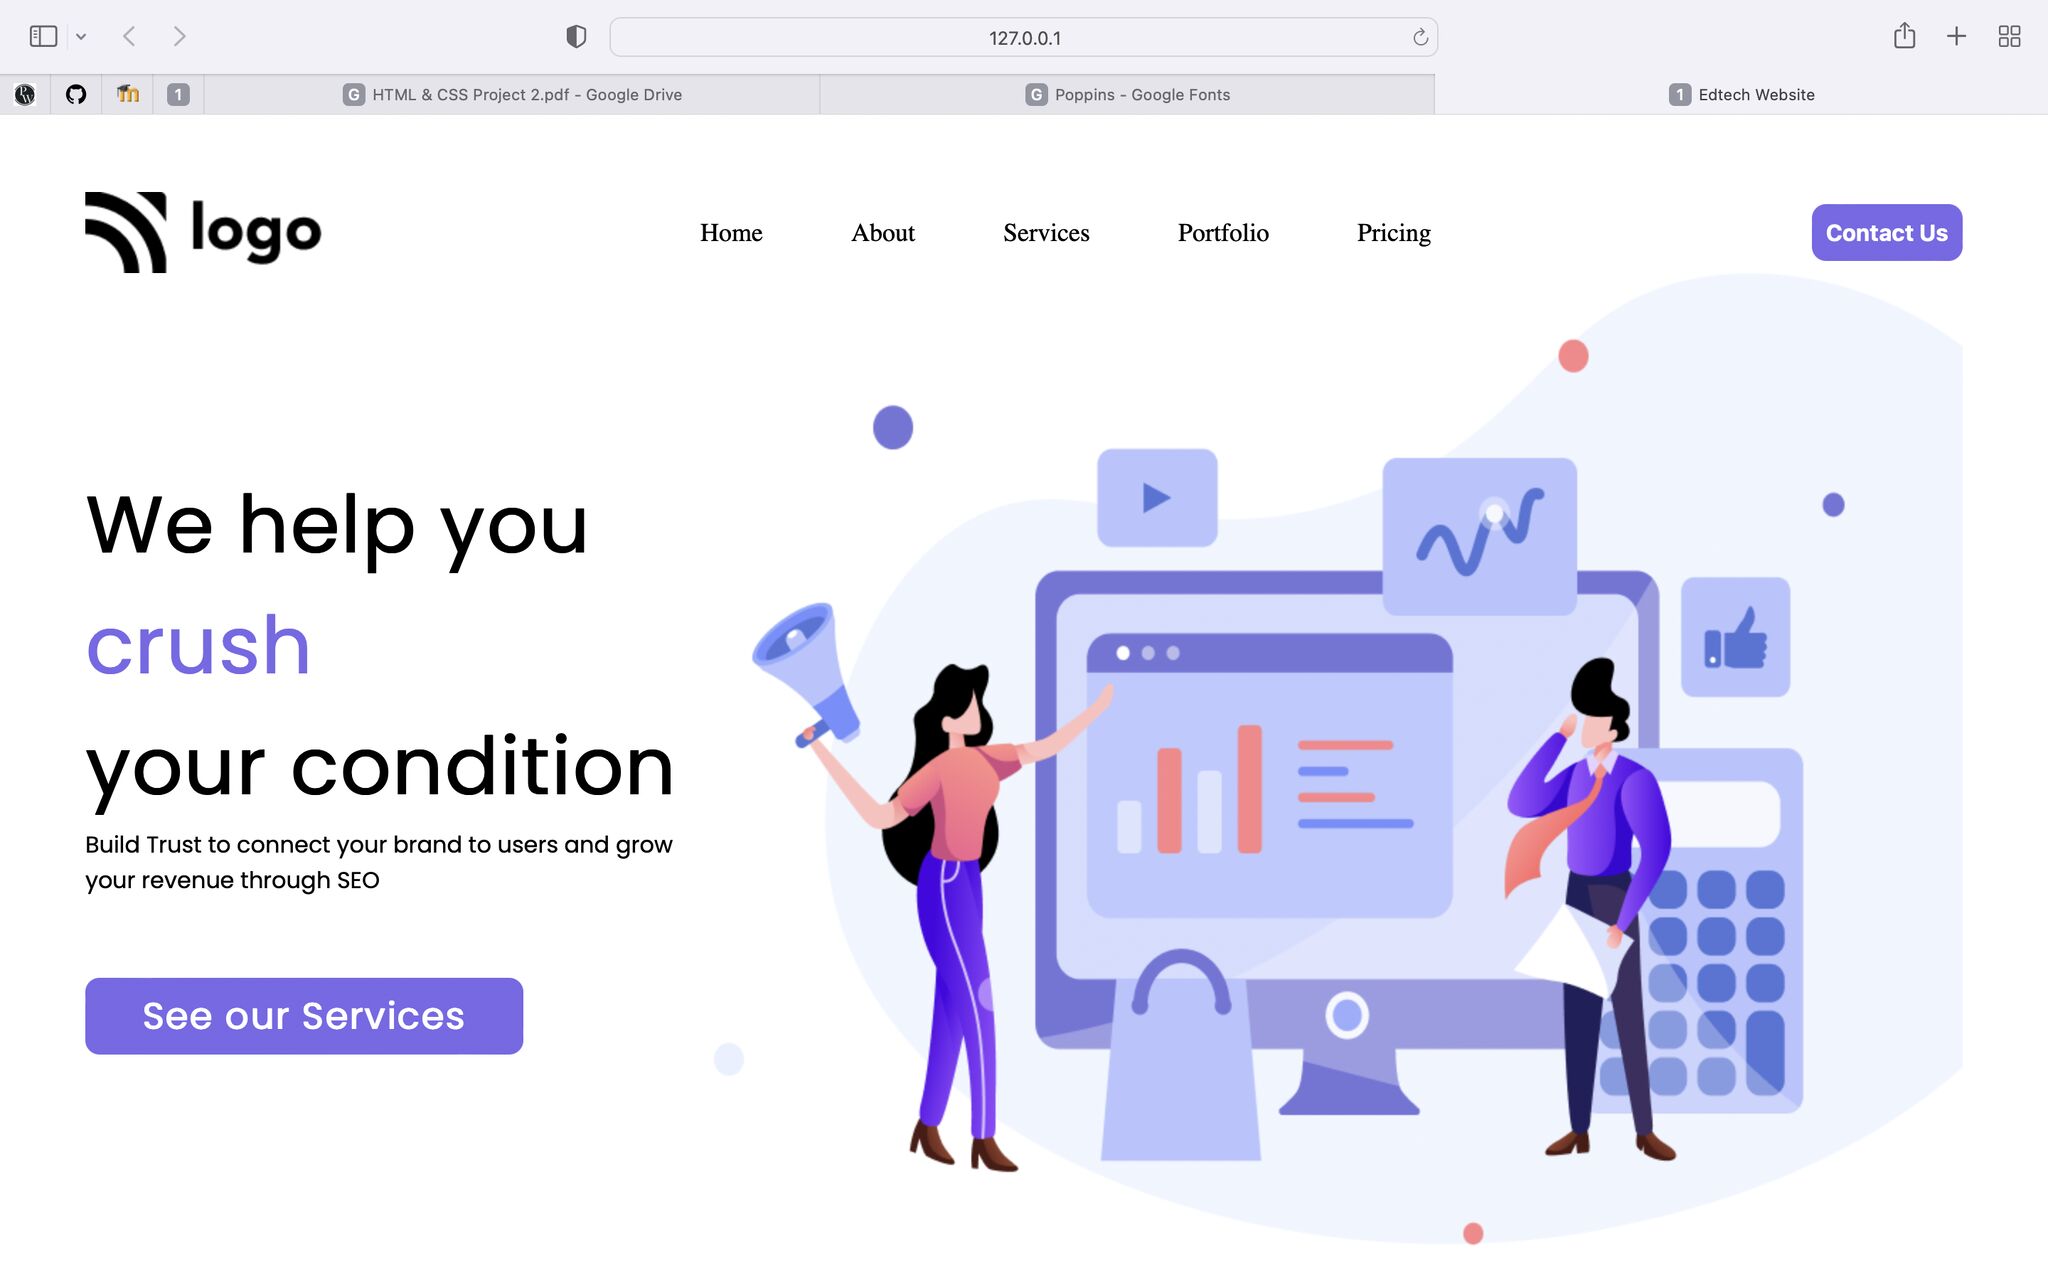 127.0.0.1
1
G HTML & CSS Project 2.pdf - Google Drive
G Poppins - Google Fonts
1 Edtech Website
logo
Home
About
Services
Portfolio
Pricing
Contact Us
We help you
crush
your condition
Build Trust to connect your brand to users and grow
your revenue through SEO
See our Services